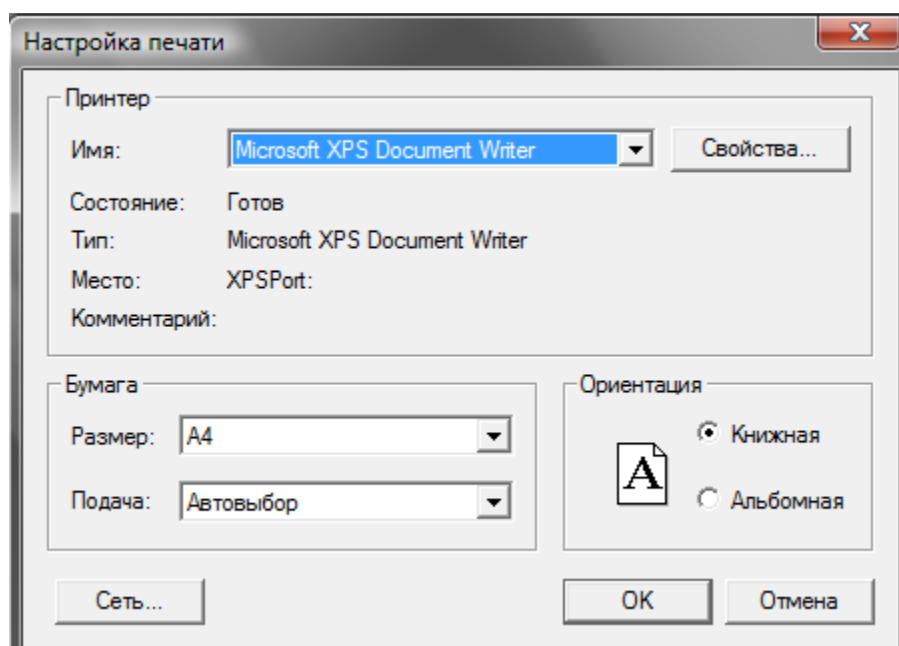 Настройка печати
Принтер
Имя: Microsoft XPS Document Writer Свойства...
Состояние: Готов
Тип: Microsoft XPS Document Writer
Место: XPSPort:
Комментарий:
Бумага
Размер: A4
Подача: Автовыбор
Ориентация
A
Книжная
Альбомная
Сеть... OK Отмена